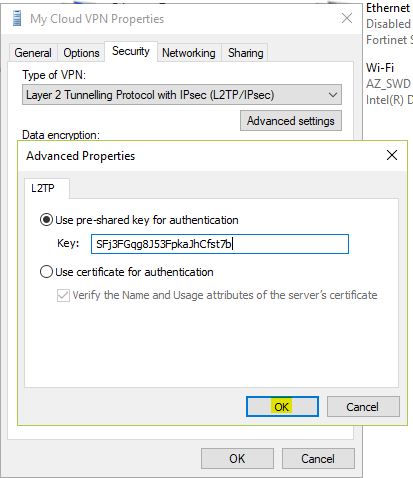 My Cloud VPN Properties
General Options Security Networking Sharing
Type of VPN:
Layer 2 Tunnelling Protocol with IPsec (L2TP/IPsec)
Advanced settings
Data encryption:
Advanced Properties
L2TP
Use pre-shared key for authentication
Key: SFj3FGqg8J53FpkaJhCfst7b
Use certificate for authentication
Verify the Name and Usage attributes of the server's certificate
OK Cancel
OK Cancel
Ethernet
Disabled
Fortinet S
Wi-Fi
AZ_SWD
Intel(R) D